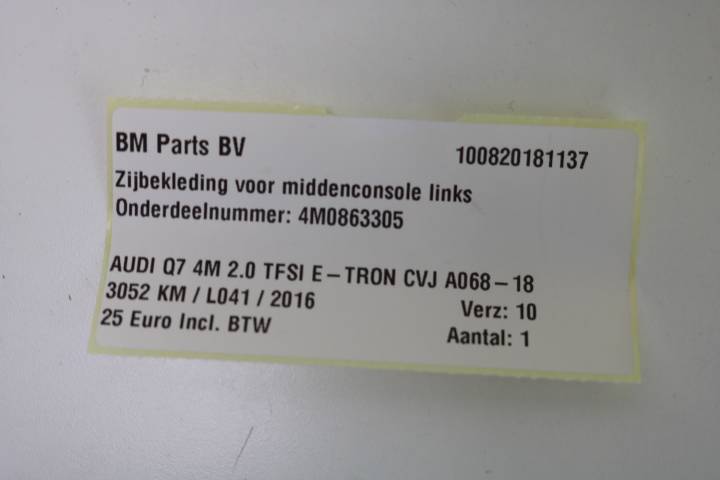 BM Parts BV 100820181137
Zijbekleding voor middenconsole links
Onderdeelnummer: 4M0863305
AUDI Q7 4M 2.0 TFSI E-TRON CVJ A068-18
3052 KM / L041 / 2016 Verz: 10
25 Euro Incl. BTW Aantal: 1